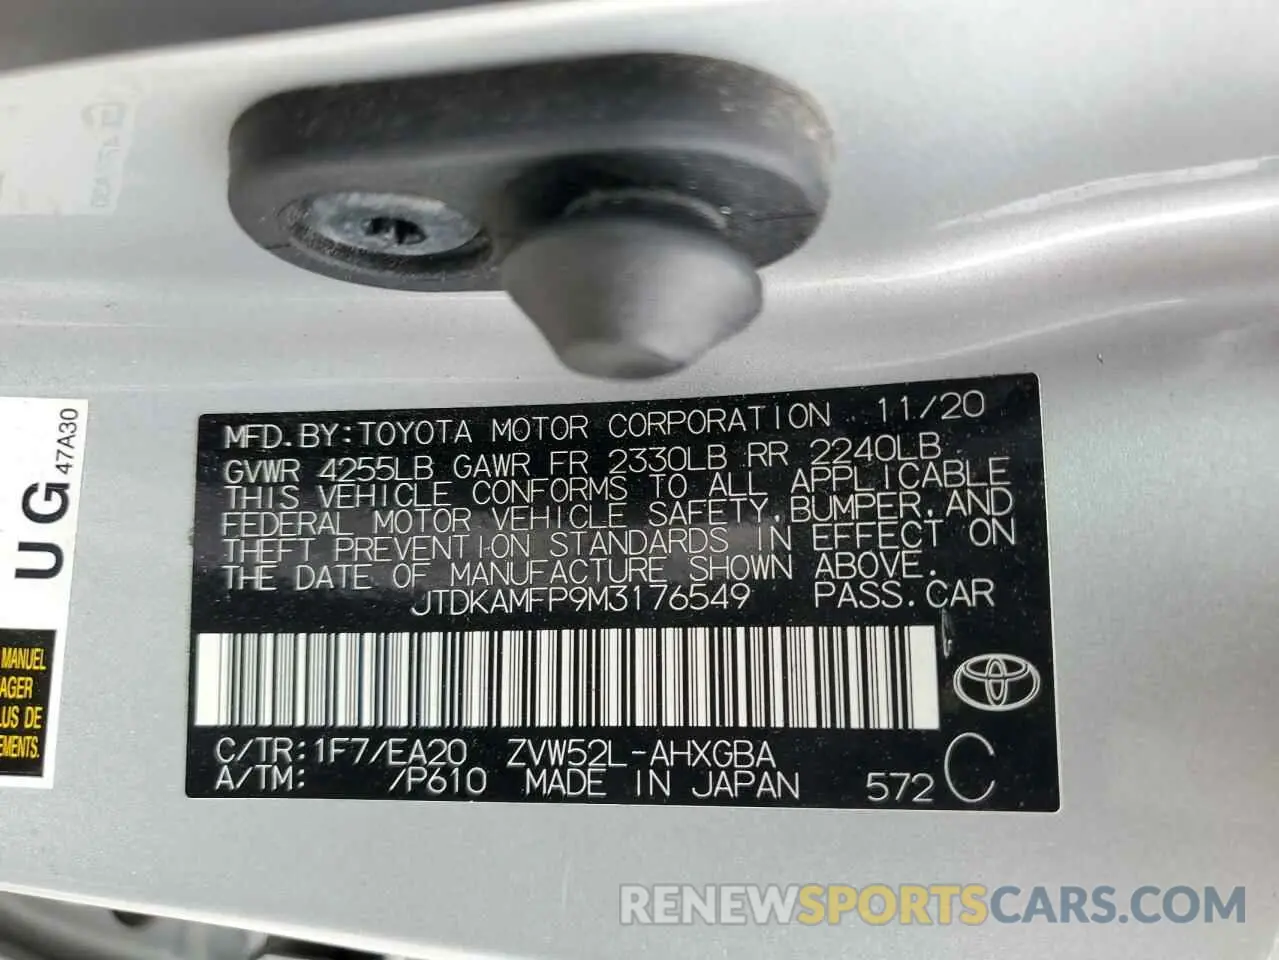 MFD.BY:TOYOTA MOTOR CORPORATION 11/20
GVWR 4255LB GAWR FR 2330LB RR 2240LB
THIS VEHICLE CONFORMS TO ALL APPLICABLE
FEDERAL MOTOR VEHICLE SAFETY, BUMPER, AND
THEFT PREVENTION STANDARDS IN EFFECT ON
THE DATE OF MANUFACTURE SHOWN ABOVE.
JTDKAMFP9M3176549 PASS.CAR
C/TR:1F7/EA20 ZVW52L-AHXGBA
A/TM: /P610 MADE IN JAPAN 572 C
UG 47A30
MANUEL
AGER
LUS DE
EMENTS.
RENEWSPORTSCARS.COM